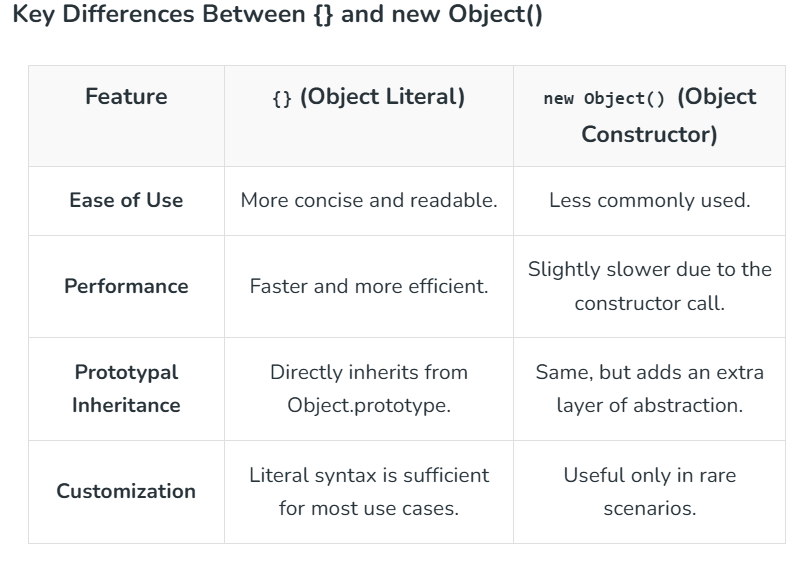 Key Differences Between {} and new Object()
Feature
{} (Object Literal)
new Object() (Object
Constructor)
Ease of Use
More concise and readable.
Less commonly used.
Performance
Faster and more efficient.
Slightly slower due to the
constructor call.
Prototypal
Inheritance
Directly inherits from
Object.prototype.
Same, but adds an extra
layer of abstraction.
Customization
Literal syntax is sufficient
for most use cases.
Useful only in rare
scenarios.